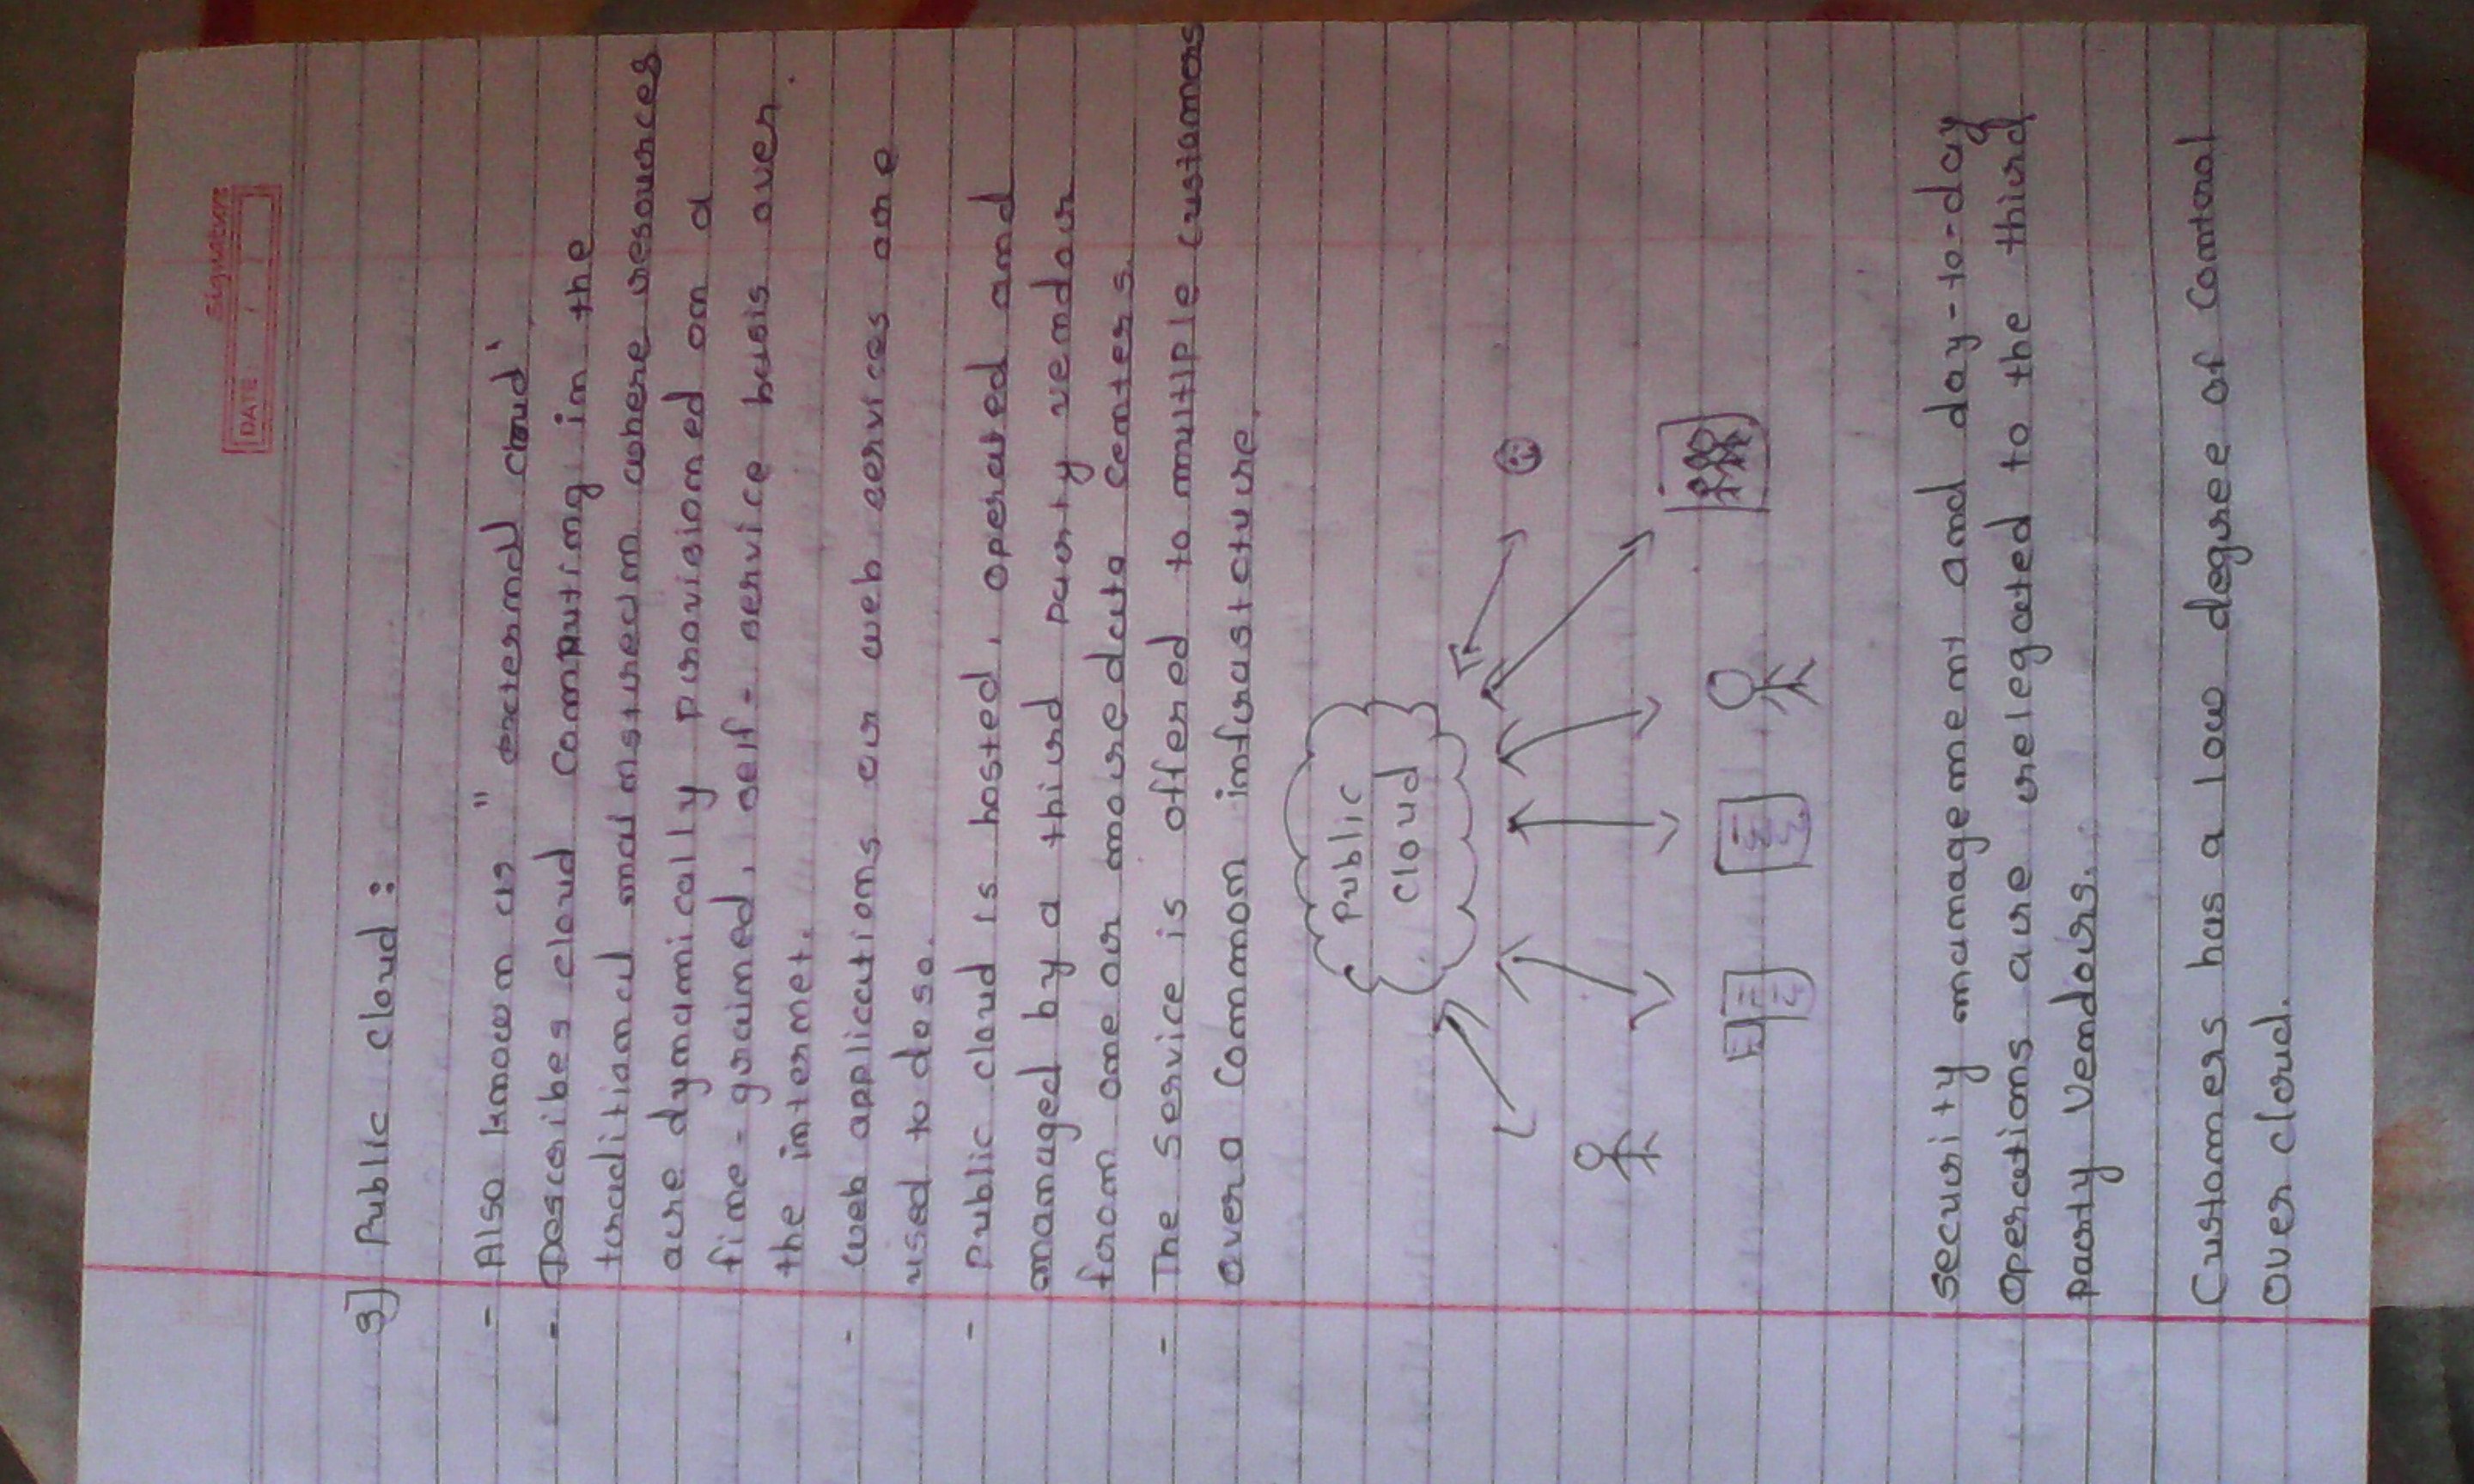 Signature
DATE : / /
3] Public cloud :
- Also known as "external cloud'.
- Describes cloud computing in the
traditional mainstream where resources
are dynamically provisioned on a
fine-grained, self-service basis over
the internet.
- web applications or web services are
used to do so.
- Public cloud is hosted, operated and
managed by a third party vendor
from one or more data centers.
- The service is offered to multiple customers
over a common infrastcture.
Public
cloud
security management and day-to-day
operations are relegated to the third
party vendors.
Customers has a low degree of control
over cloud.